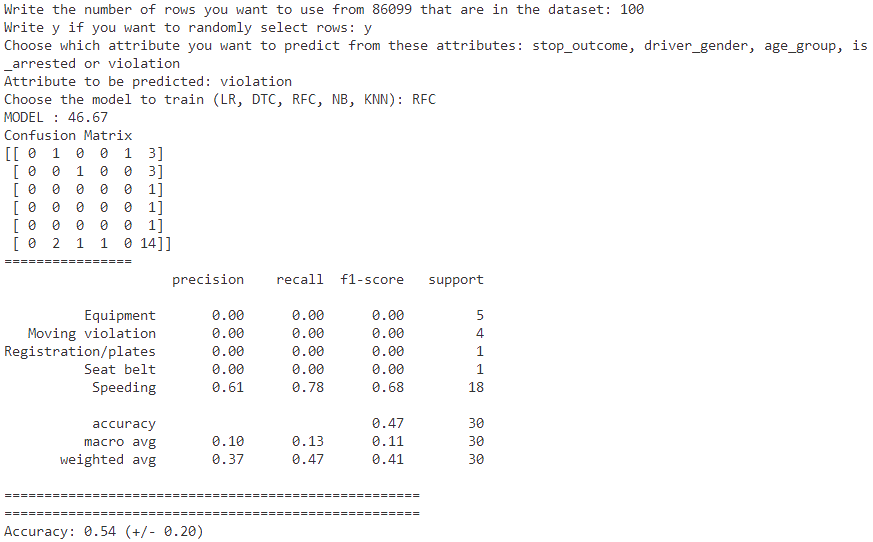 Write the number of rows you want to use from 86099 that are in the dataset: 100
Write y if you want to randomly select rows: y
Choose which attribute you want to predict from these attributes: stop_outcome, driver_gender, age_group, is
_arrested or violation
Attribute to be predicted: violation
Choose the model to train (LR, DTC, RFC, NB, KNN): RFC
MODEL : 46.67
Confusion Matrix
[[ 0  1  0  0  1  3]
 [ 0  0  1  0  0  3]
 [ 0  0  0  0  0  1]
 [ 0  0  0  0  0  1]
 [ 0  0  0  0  0  1]
 [ 0  2  1  1  0 14]]
================
                     precision    recall  f1-score   support

          Equipment       0.00      0.00      0.00         5
   Moving violation       0.00      0.00      0.00         4
Registration/plates       0.00      0.00      0.00         1
          Seat belt       0.00      0.00      0.00         1
           Speeding       0.61      0.78      0.68        18

           accuracy                           0.47        30
          macro avg       0.10      0.13      0.11        30
       weighted avg       0.37      0.47      0.41        30

====================================================
====================================================
Accuracy: 0.54 (+/- 0.20)